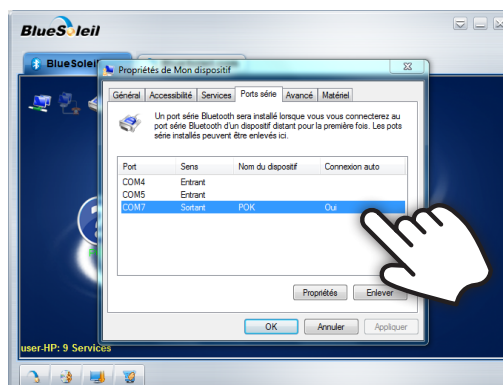 BlueSoleil
BlueSolei
Propriétés de Mon dispositif
Général Accessibilité Services Ports série Avancé Matériel
Un port série Bluetooth sera installé lorsque vous vous connecterez au
port série Bluetooth d'un dispositif distant pour la première fois. Les pots
série installés peuvent être enlevés ici.
Port Sens Nom du dispositif Connexion auto
COM4 Entrant
COM5 Entrant
COM7 Sortant POK Oui
Propriétés Enlever
OK Annuler Appliquer
user-HP: 9 Services